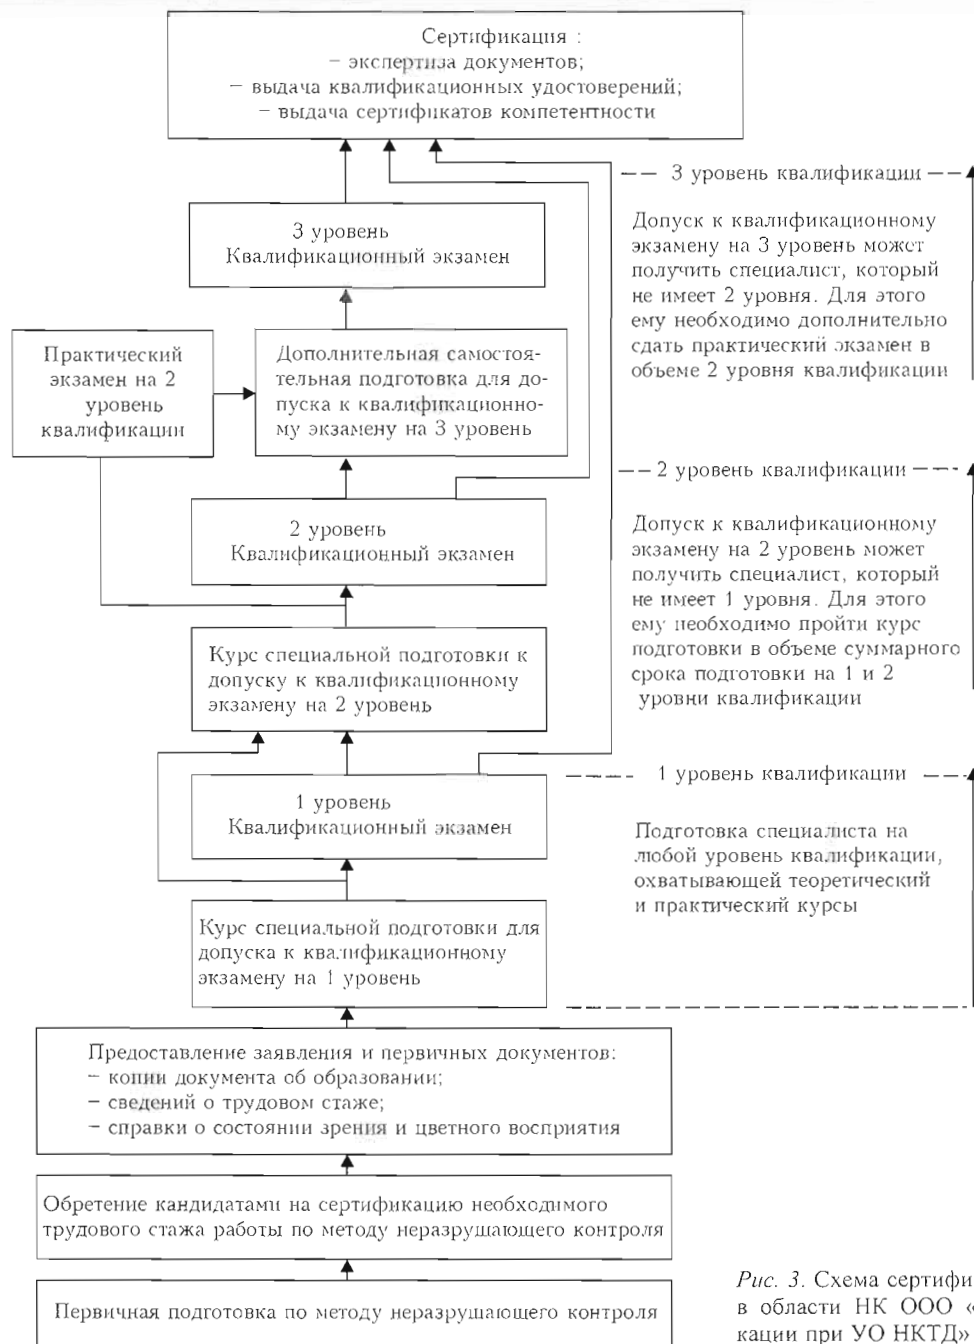 Сертификация :
– экспертиза документов;
– выдача квалификационных удостоверений;
– выдача сертификатов компетентности
3 уровень
Квалификационный экзамен
Практический
экзамен на 2
уровень
квалификации
Дополнительная самостоя-
тельная подготовка для до-
пуска к квалификационно-
му экзамену на 3 уровень
2 уровень
Квалификационный экзамен
Курс специальной подготовки к
допуску к квалификационному
экзамену на 2 уровень
1 уровень
Квалификационный экзамен
Курс специальной подготовки для
допуска к квалификационному
экзамену на 1 уровень
Предоставление заявления и первичных документов:
– копии документа об образовании;
– сведений о трудовом стаже;
– справки о состоянии зрения и цветного восприятия
Обретение кандидатами на сертификацию необходимого
трудового стажа работы по методу неразрушающего контроля
Первичная подготовка по методу неразрушающего контроля
3 уровень квалификации
Допуск к квалификационному
экзамену на 3 уровень может
получить специалист, который
не имеет 2 уровня. Для этого
ему необходимо дополнительно
сдать практический экзамен в
объеме 2 уровня квалификации
2 уровень квалификации
Допуск к квалификационному
экзамену на 2 уровень может
получить специалист, который
не имеет 1 уровня. Для этого
ему необходимо пройти курс
подготовки в объеме суммарного
срока подготовки на 1 и 2
уровни квалификации
1 уровень квалификации
Подготовка специалиста на
любой уровень квалификации,
охватывающей теоретический
и практический курсы
Рис. 3. Схема сертифи
в области НК ООО «
кации при УО НКТД»